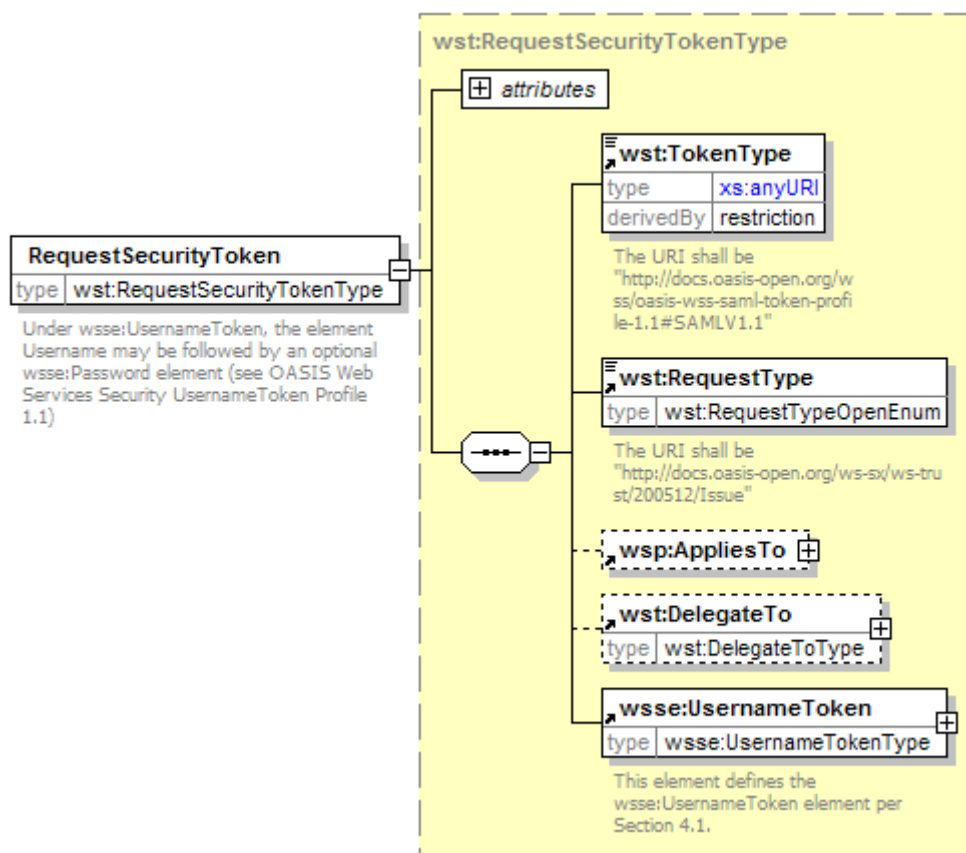 wst:RequestSecurityTokenType
attributes
wst:TokenType
type xs:anyURI
derivedBy restriction
The URI shall be
"http://docs.oasis-open.org/w
ss/oasis-wss-saml-token-profi
le-1.1#SAMLV1.1"
RequestSecurityToken
type wst:RequestSecurityTokenType
Under wsse:UsernameToken, the element
Username may be followed by an optional
wsse:Password element (see OASIS Web
Services Security UsernameToken Profile
1.1)
wst:RequestType
type wst:RequestTypeOpenEnum
The URI shall be
"http://docs.oasis-open.org/ws-sx/ws-tru
st/200512/Issue"
wsp:AppliesTo
wst:DelegateTo
type wst:DelegateToType
wsse:UsernameToken
type wsse:UsernameTokenType
This element defines the
wsse:UsernameToken element per
Section 4.1.